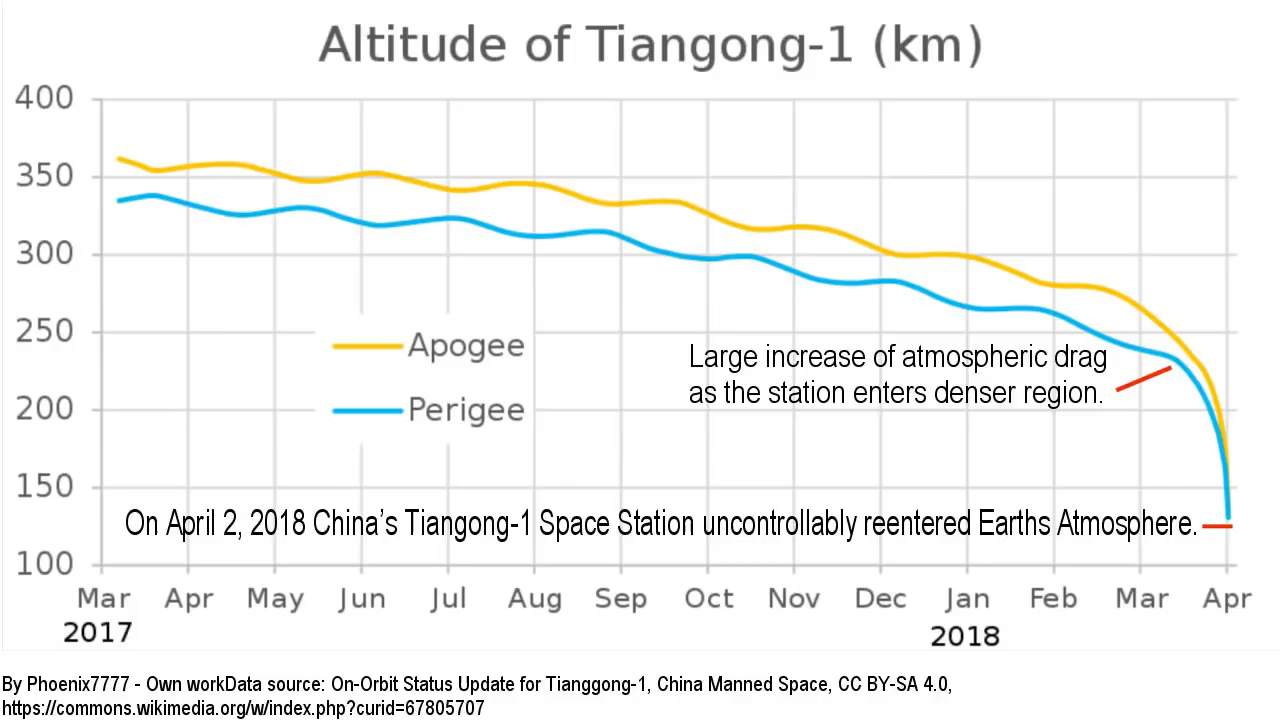 Altitude of Tiangong-1 (km)
400
350
300
250
200
150
100
Apogee
Perigee
Large increase of atmospheric drag
as the station enters denser region.
On April 2, 2018 China’s Tiangong-1 Space Station uncontrollably reentered Earths Atmosphere.
Mar Apr May Jun Jul Aug Sep Oct Nov Dec Jan Feb Mar Apr
2017 2018
By Phoenix7777 - Own workData source: On-Orbit Status Update for Tianggong-1, China Manned Space, CC BY-SA 4.0,
https://commons.wikimedia.org/w/index.php?curid=67805707